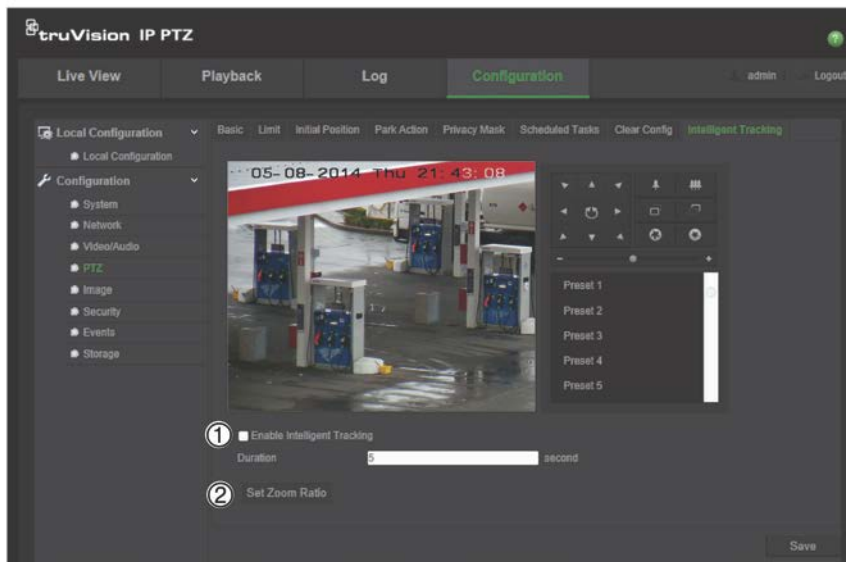 truVision IP PTZ
?
Live View Playback Log Configuration admin Logout
Local Configuration
Local Configuration
Configuration
System
Network
Video/Audio
PTZ
Image
Security
Events
Storage
Basic Limit Initial Position Park Action Privacy Mask Scheduled Tasks Clear Config Intelligent Tracking
05-08-2014 Thu 21:43:08
Preset 1
Preset 2
Preset 3
Preset 4
Preset 5
1 Enable Intelligent Tracking
Duration 5 second
2 Set Zoom Ratio
Save